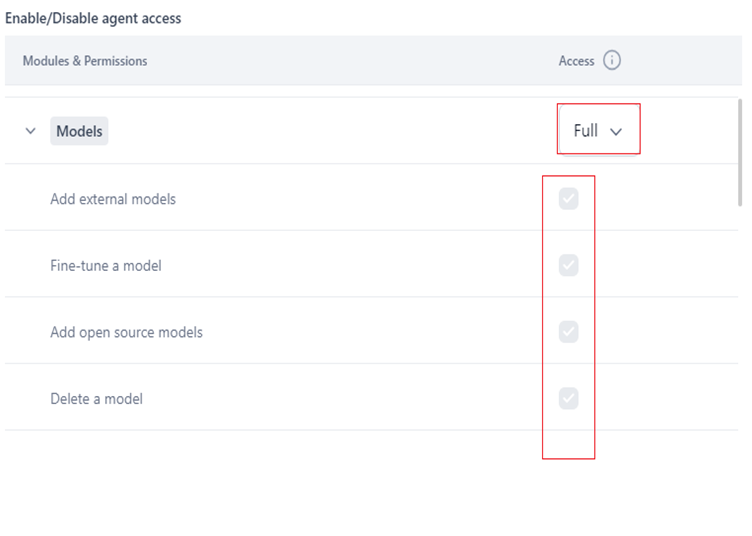 Enable/Disable agent access
Modules & Permissions Access
Models Full
Add external models
Fine-tune a model
Add open source models
Delete a model